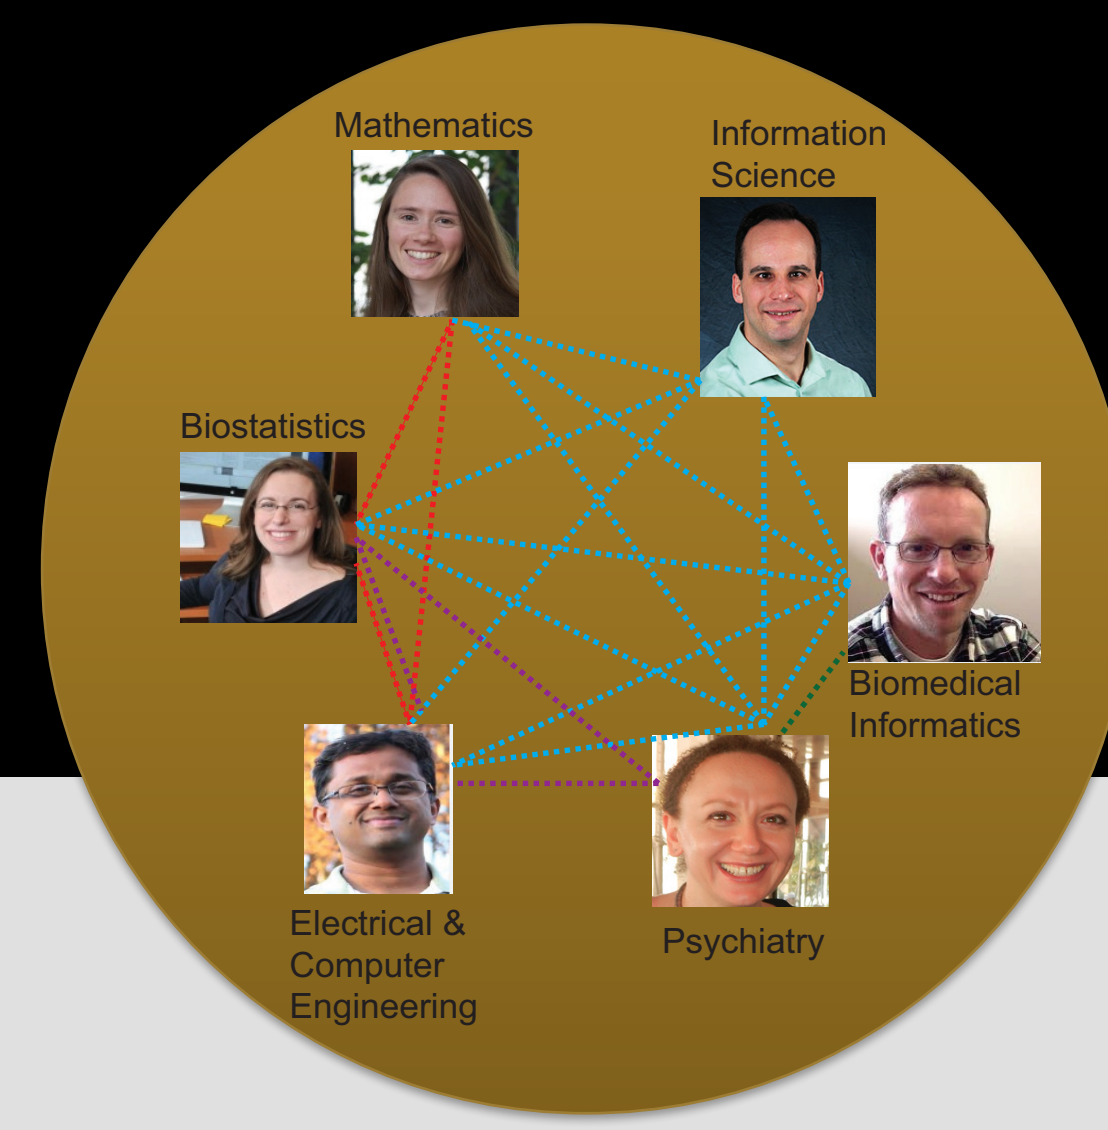 Mathematics
Information
Science
Biostatistics
Biomedical
Informatics
Electrical &
Computer
Engineering
Psychiatry